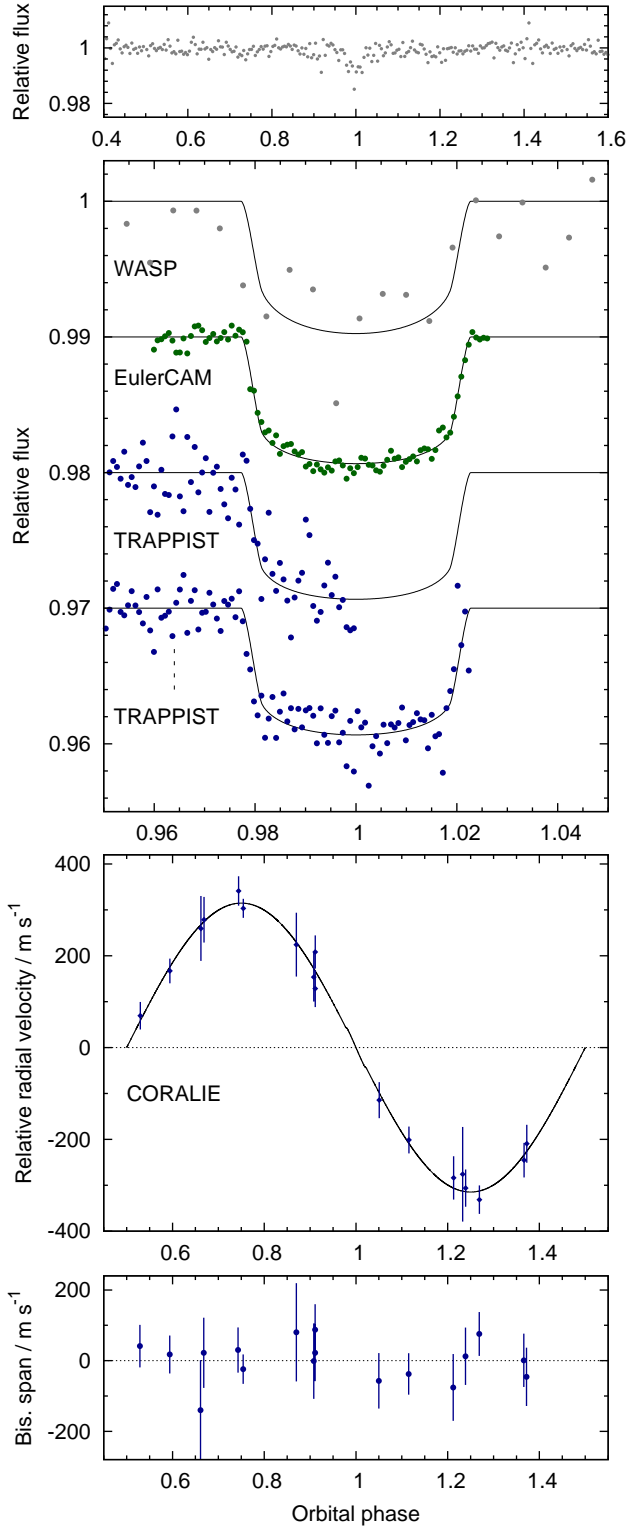 Relative flux
1
0.98
0.4 0.6 0.8 1 1.2 1.4 1.6
Relative flux
1
WASP
0.99
EulerCAM
0.98
TRAPPIST
0.97
TRAPPIST
0.96
0.96 0.98 1 1.02 1.04
Relative radial velocity / m s-1
400
200
0
CORALIE
-200
-400
0.6 0.8 1 1.2 1.4
Bis. span / m s-1
200
0
-200
0.6 0.8 1 1.2 1.4
Orbital phase